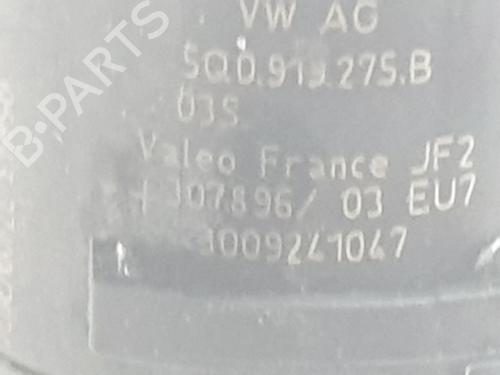 VW AG
5Q0.919.275.B
03S
Valeo France JF2
307896/ 03 EU7
3009241047
B-PARTS